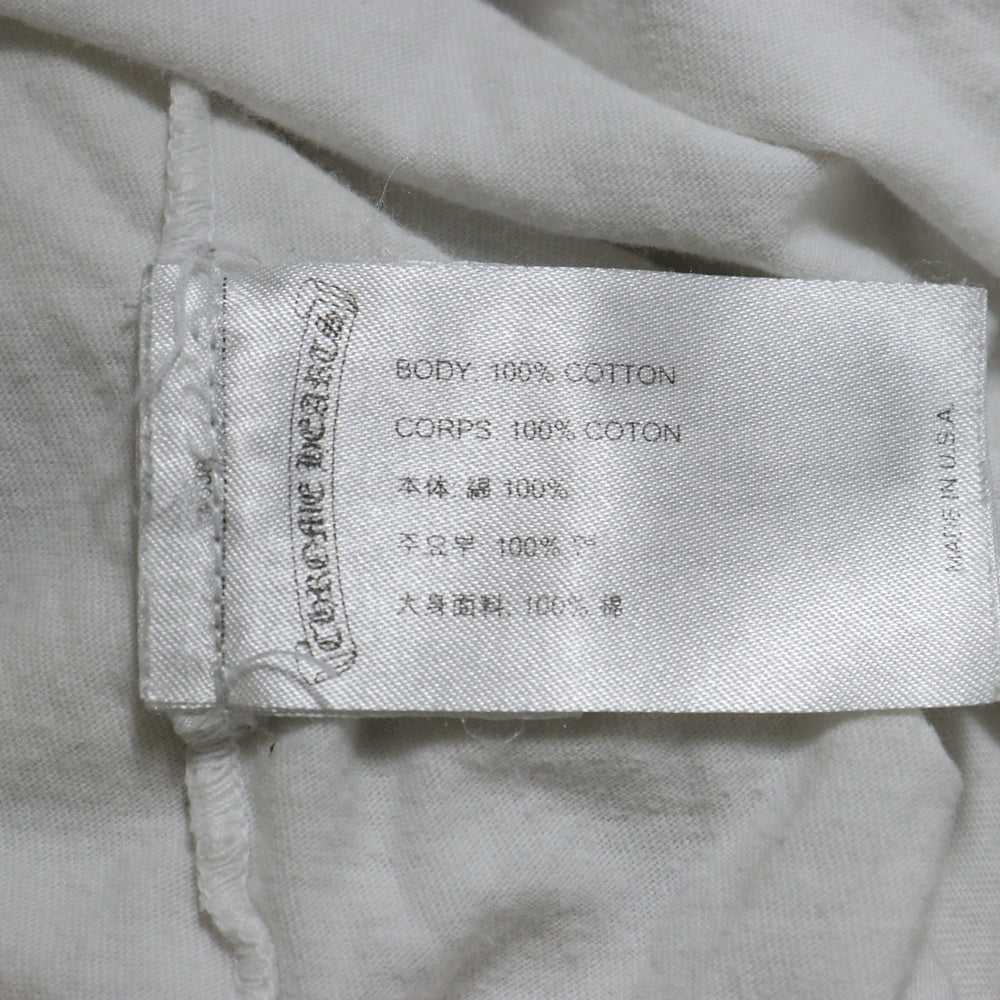 CHROME HEARTS
BODY: 100% COTTON
CORPS: 100% COTON
本体: 綿 100%
주요부: 100% 면
大身面料: 100% 棉
MADE IN U.S.A.